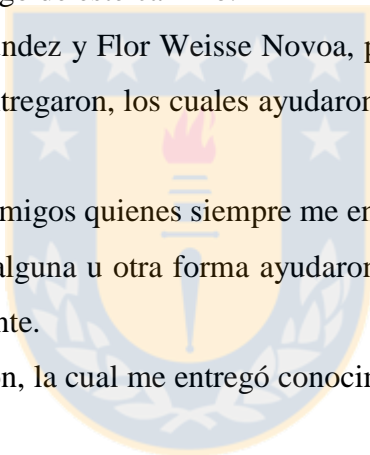 ndez y Flor Weisse Novoa, p
tregaron, los cuales ayudaron
migos quienes siempre me en
alguna u otra forma ayudaron
nte.
n, la cual me entregó conocin